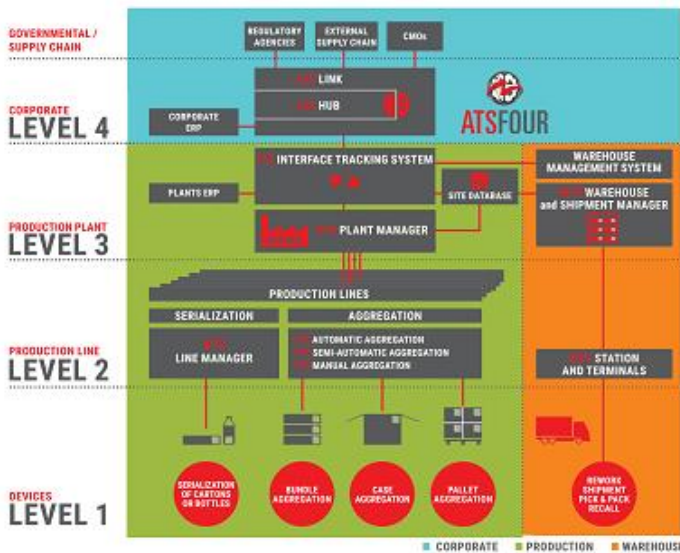 GOVERNMENTAL /
SUPPLY CHAIN
REGULATORY
AGENCIES
EXTERNAL
SUPPLY CHAIN
CMOs
LINK
HUB
CORPORATE
LEVEL 4
CORPORATE
ERP
ATSFOUR
INTERFACE TRACKING SYSTEM
WAREHOUSE
MANAGEMENT SYSTEM
PLANTS ERP
SITE DATABASE
WAREHOUSE
and SHIPMENT MANAGER
PRODUCTION PLANT
LEVEL 3
PLANT MANAGER
PRODUCTION LINES
SERIALIZATION
AGGREGATION
LINE MANAGER
AUTOMATIC AGGREGATION
SEMI-AUTOMATIC AGGREGATION
MANUAL AGGREGATION
PRODUCTION LINE
LEVEL 2
STATION
AND TERMINALS
SERIALIZATION
OF CARTONS
OR BOTTLES
BUNDLE
AGGREGATION
CASE
AGGREGATION
PALLET
AGGREGATION
REWORK
SHIPMENT
PICK & PACK
RECALL
DEVICES
LEVEL 1
CORPORATE
PRODUCTION
WAREHOUSE